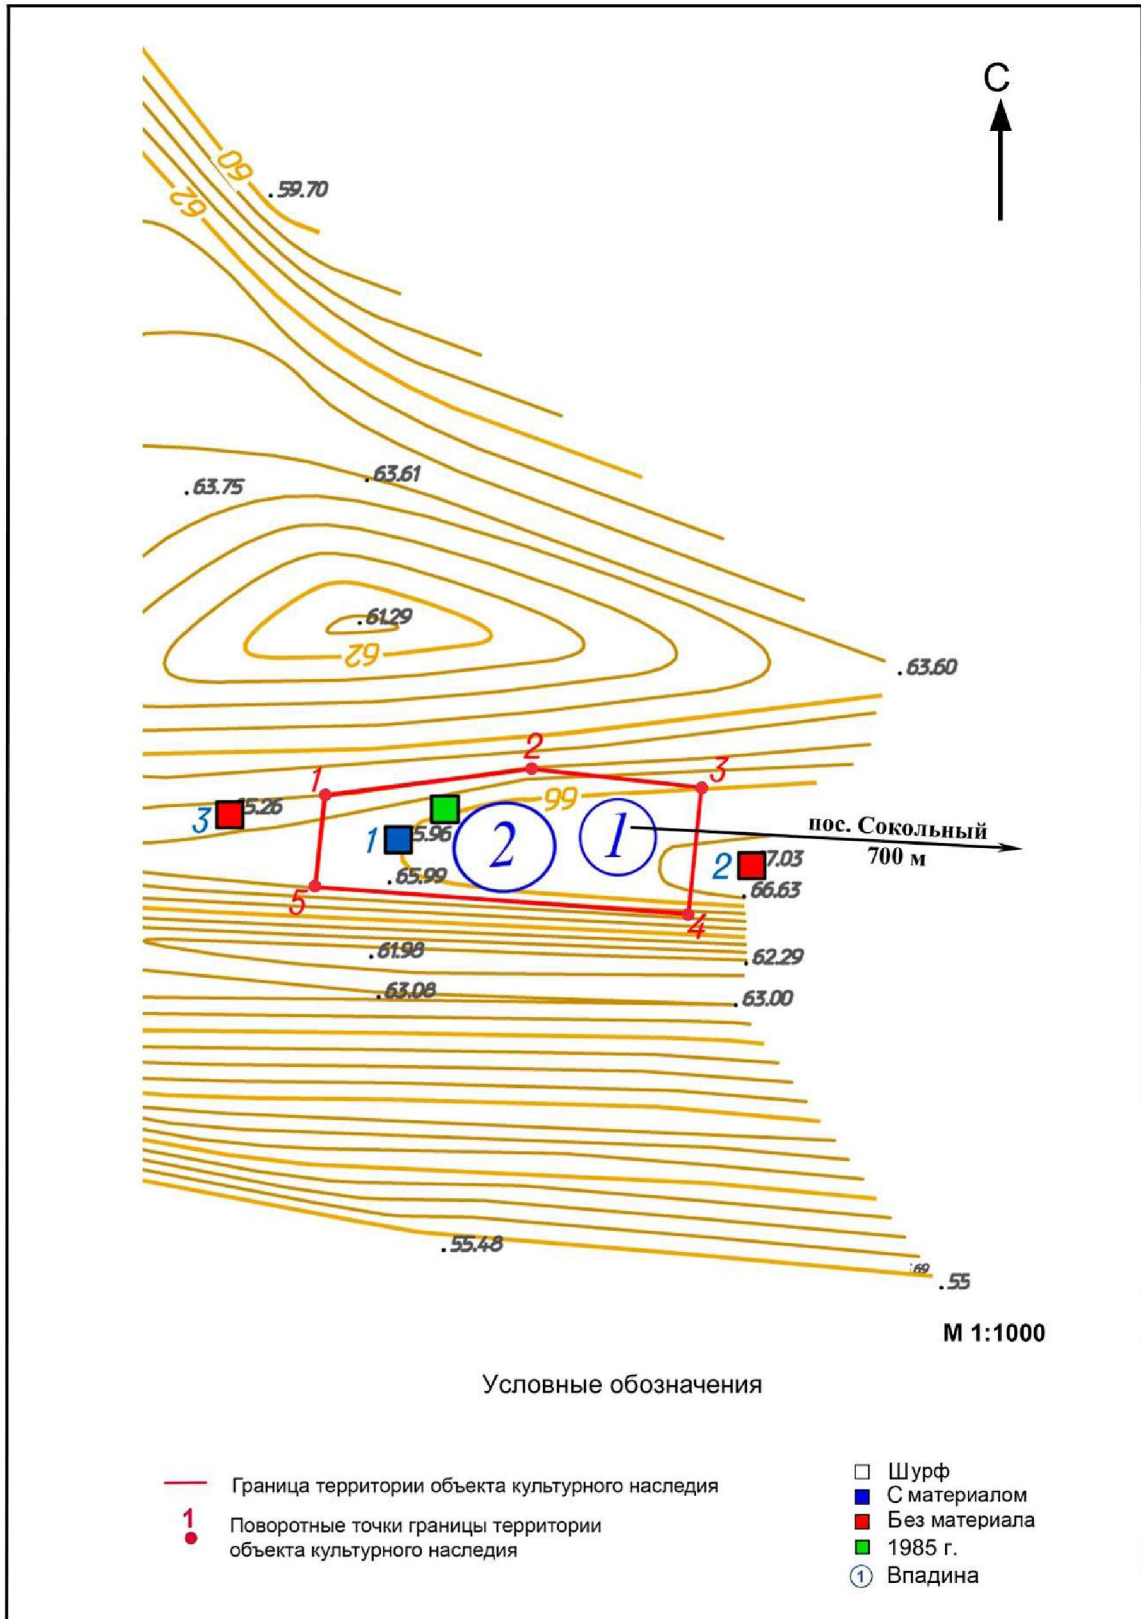 С
60
.59.70
62
.63.61
.63.75
.61.29
62
.63.60
2
1
3
66
3
5.26
1
5.96
2
1
пос. Сокольный
700 м
2
7.03
.65.99
.66.63
5
4
.61.98
.62.29
.63.08
.63.00
.55.48
69
.55
М 1:1000
Условные обозначения
Граница территории объекта культурного наследия
1
Поворотные точки границы территории
объекта культурного наследия
Шурф
С материалом
Без материала
1985 г.
1 Впадина